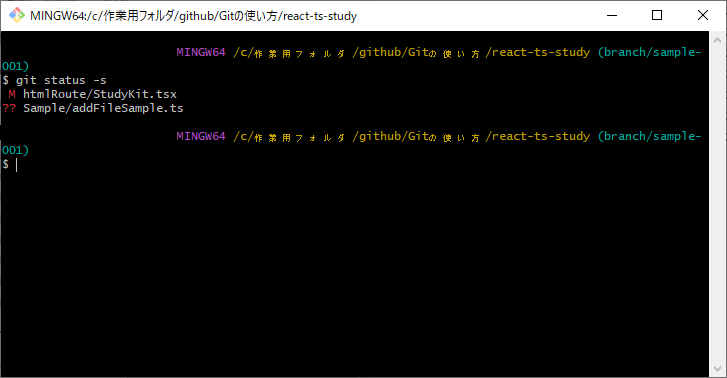 MINGW64:/c/作業用フォルダ/github/Gitの使い方/react-ts-study
MINGW64 /c/作業用フォルダ/github/Gitの使い方/react-ts-study (branch/sample-
001)
$ git status -s
 M htmlRoute/StudyKit.tsx
?? Sample/addFileSample.ts
MINGW64 /c/作業用フォルダ/github/Gitの使い方/react-ts-study (branch/sample-
001)
$